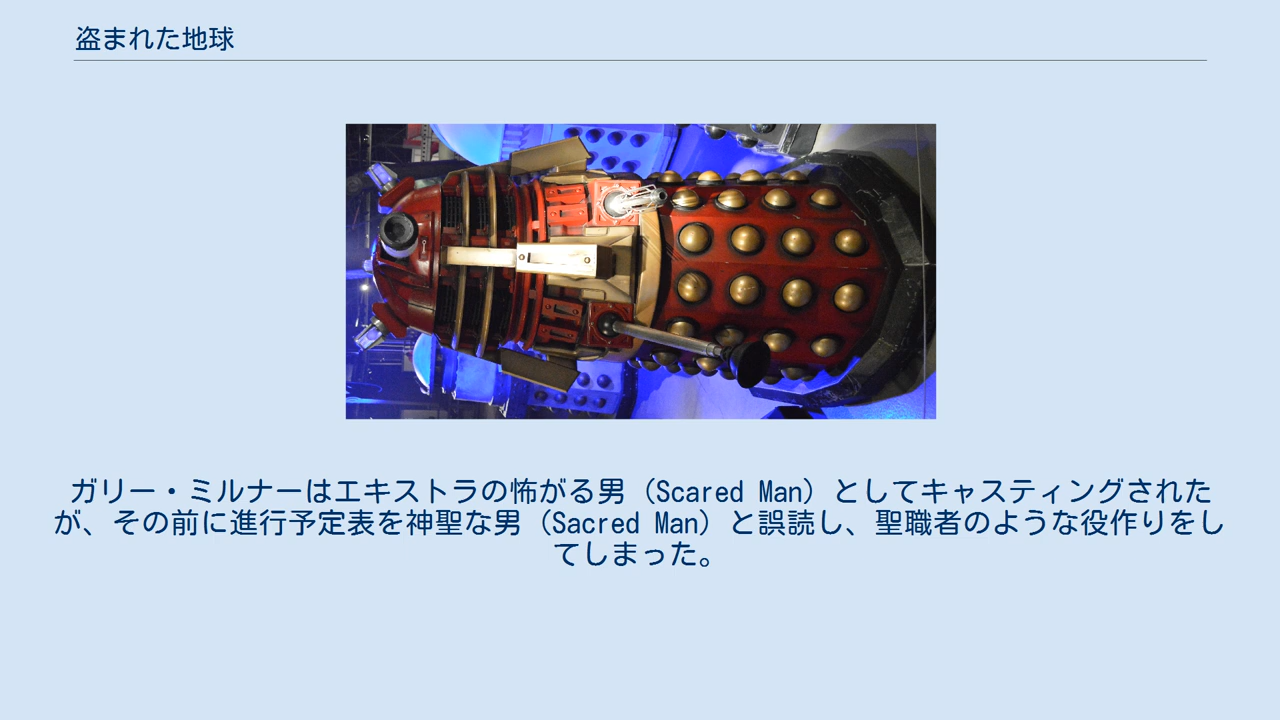 盗まれた地球
ガリー・ミルナーはエキストラの怖がる男（Scared Man）としてキャスティングされた
が、その前に進行予定表を神聖な男（Sacred Man）と誤読し、聖職者のような役作りをし
てしまった。